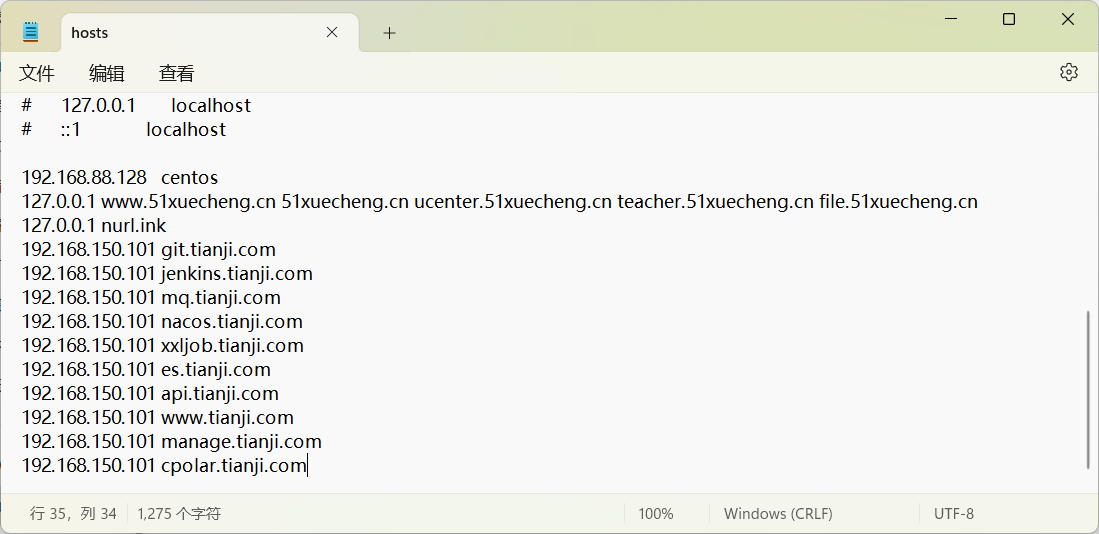 hosts
文件 编辑 查看
# 127.0.0.1 localhost
# ::1 localhost
192.168.88.128 centos
127.0.0.1 www.51xuecheng.cn 51xuecheng.cn ucenter.51xuecheng.cn teacher.51xuecheng.cn file.51xuecheng.cn
127.0.0.1 nurl.ink
192.168.150.101 git.tianji.com
192.168.150.101 jenkins.tianji.com
192.168.150.101 mq.tianji.com
192.168.150.101 nacos.tianji.com
192.168.150.101 xxljob.tianji.com
192.168.150.101 es.tianji.com
192.168.150.101 api.tianji.com
192.168.150.101 www.tianji.com
192.168.150.101 manage.tianji.com
192.168.150.101 cpolar.tianji.com
行 35，列 34 1,275 个字符 100% Windows (CRLF) UTF-8